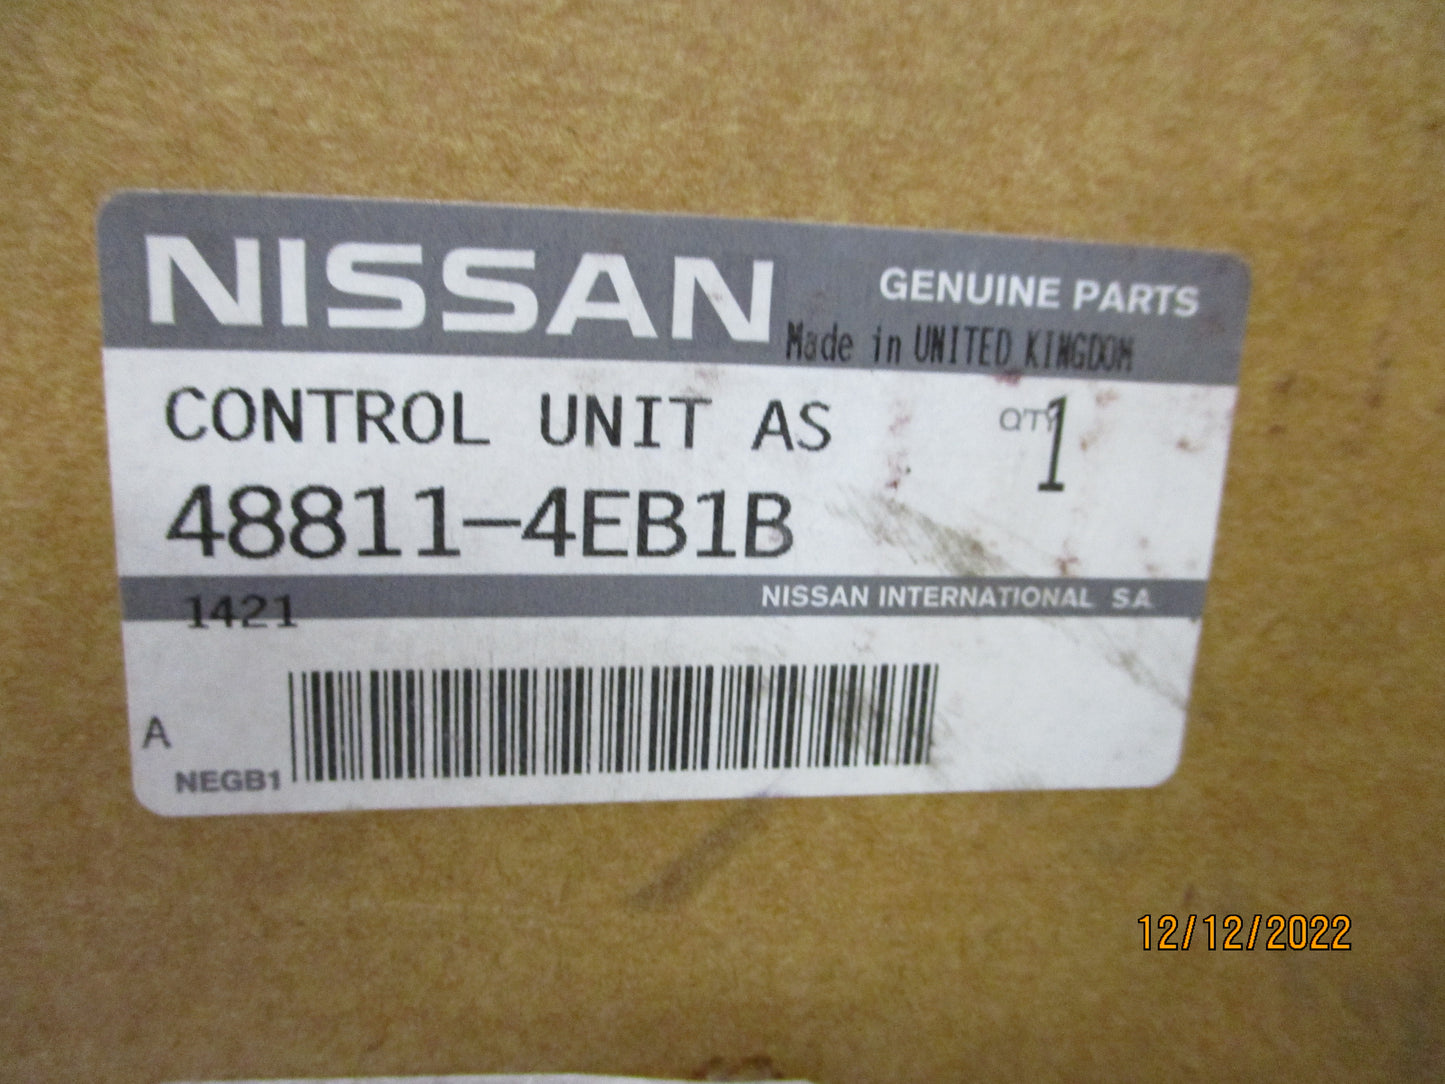 NISSAN
GENUINE PARTS
Made in UNITED KINGDOM
CONTROL UNIT AS
QTY 1
48811-4EB1B
1421
NISSAN INTERNATIONAL SA
A
NEGB1
12/12/2022